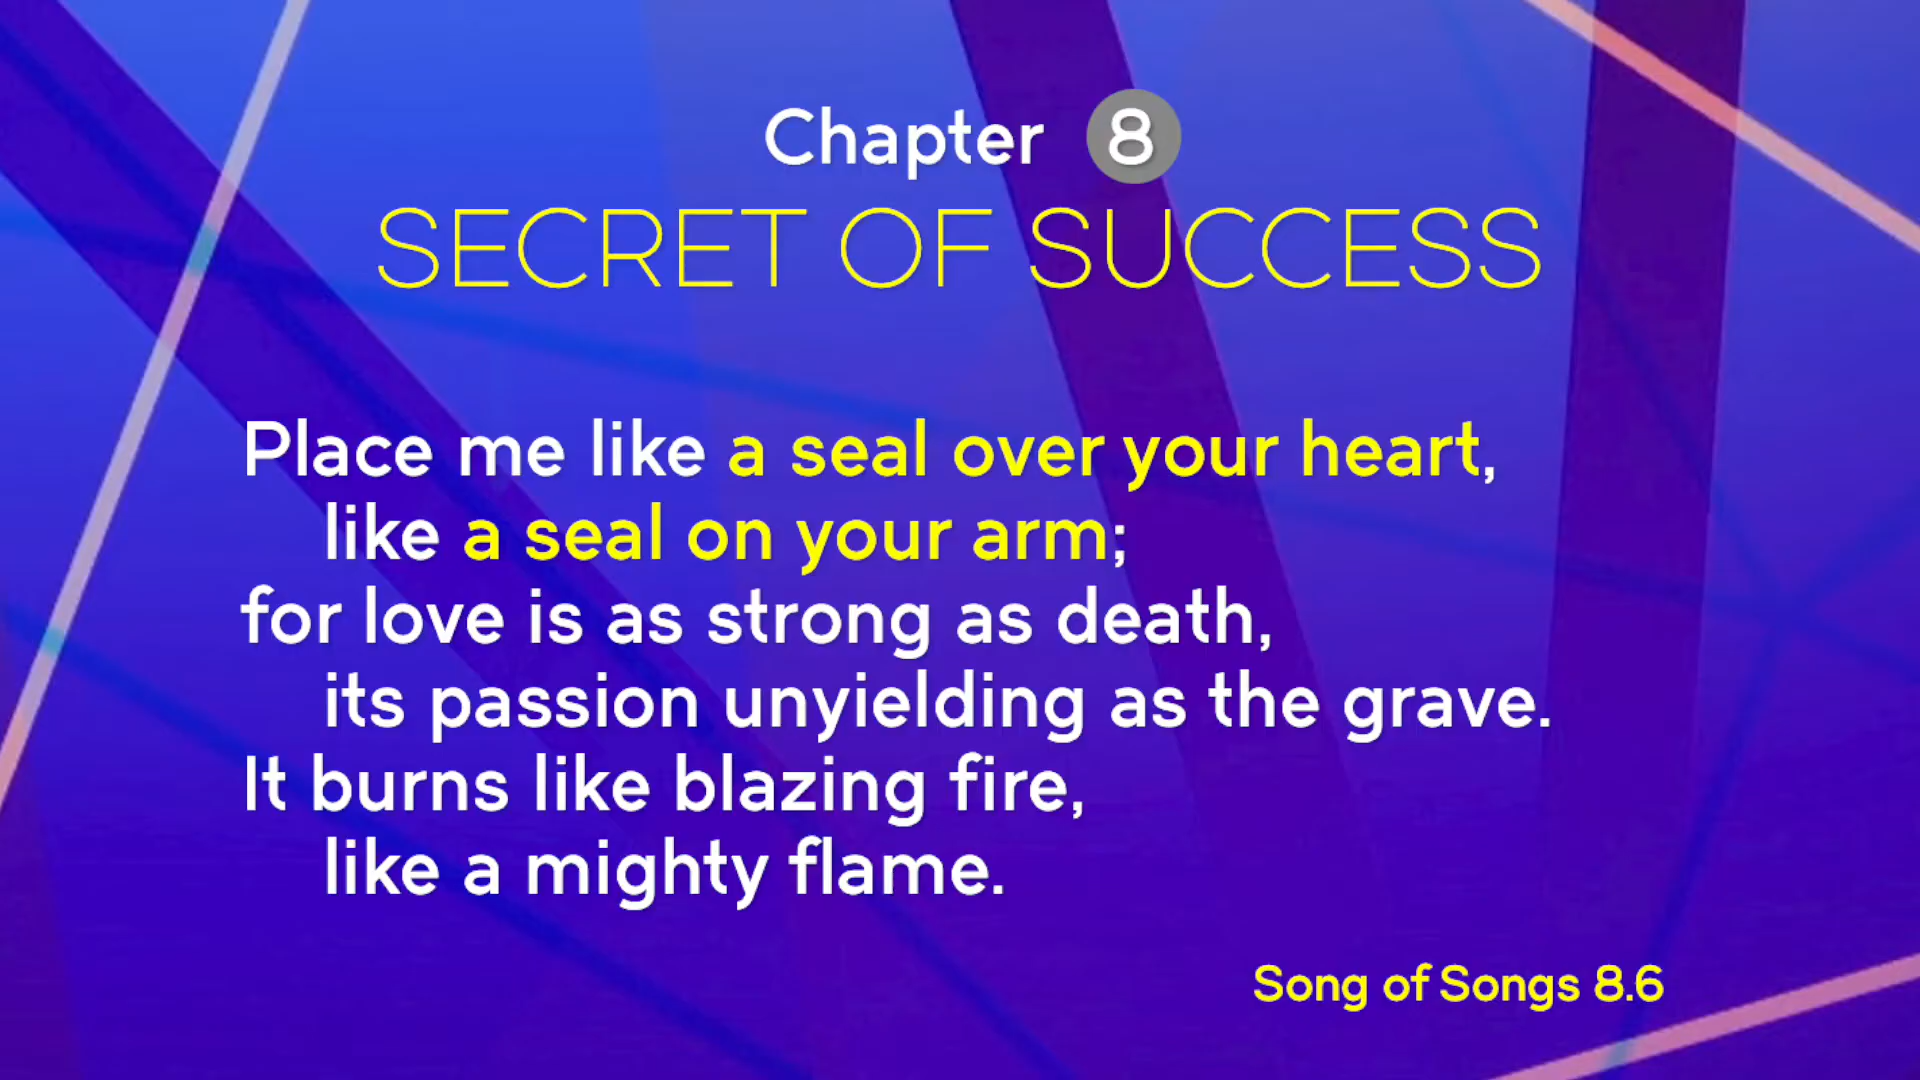 Chapter 8
SECRET OF SUCCESS
Place me like a seal over your heart,
like a seal on your arm;
for love is as strong as death,
its passion unyielding as the grave.
It burns like blazing fire,
like a mighty flame.
Song of Songs 8.6